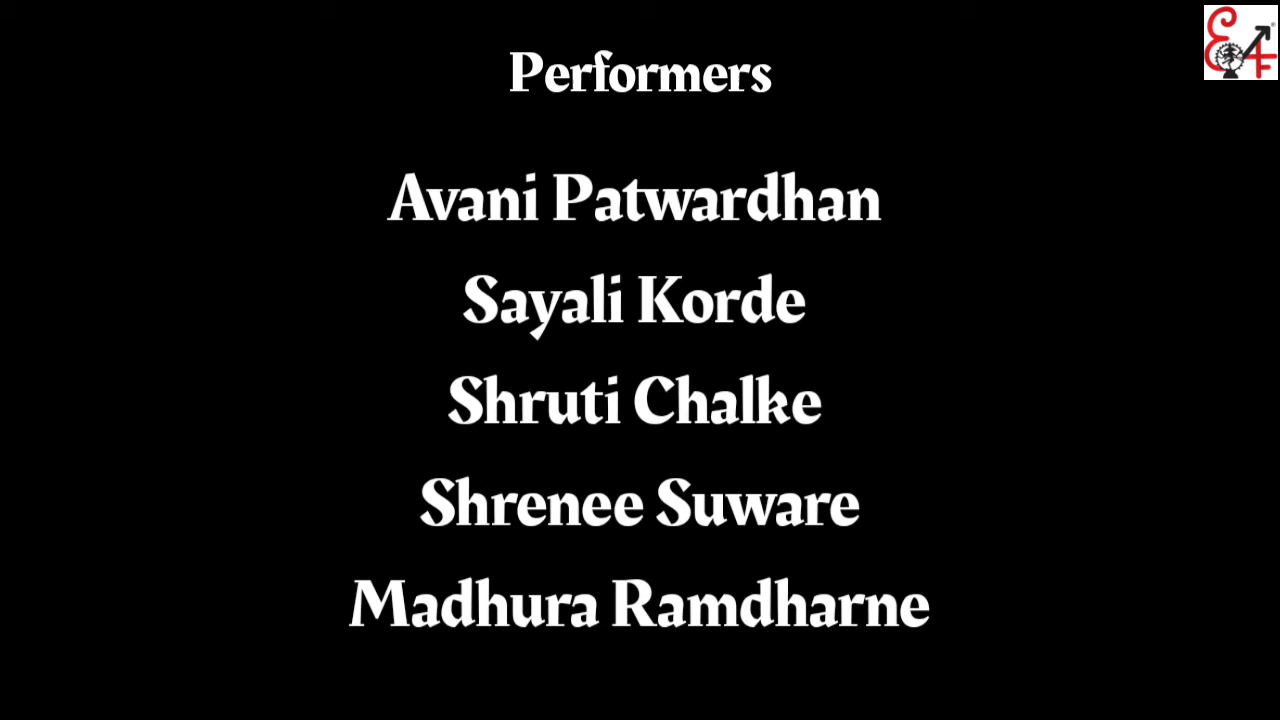 Performers
Avani Patwardhan
Sayali Korde
Shruti Chalke
Shrenee Suware
Madhura Ramdharne